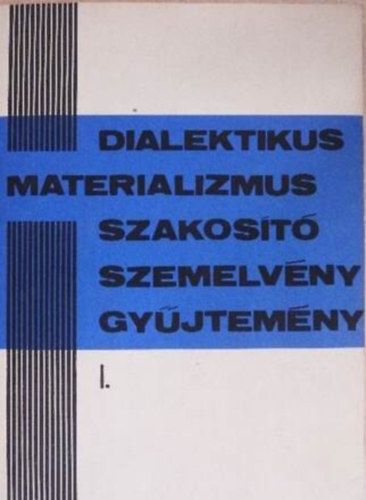 DIALEKTIKUS
MATERIALIZMUS
SZAKOSÍTÓ
SZEMELVÉNY
GYŰJTEMÉNY
I.